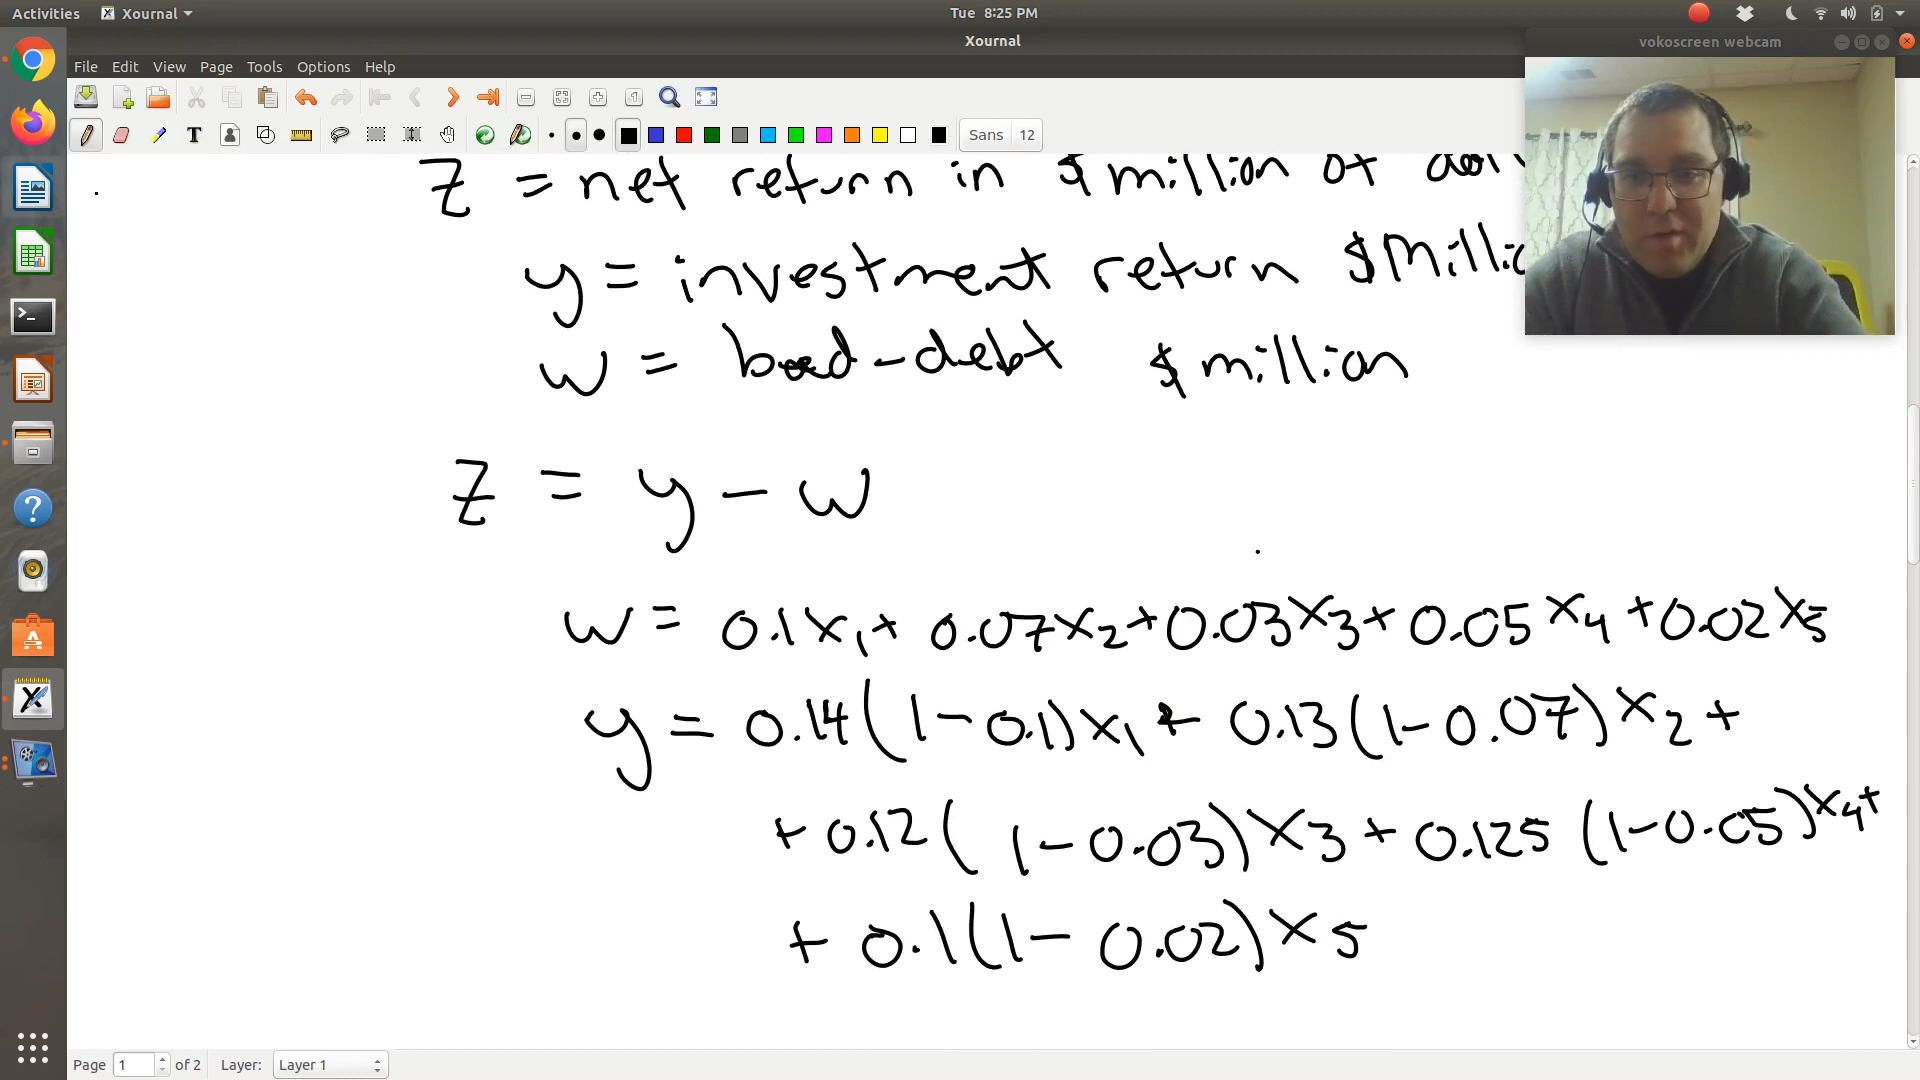 Activities Xournal Tue 8:25 PM
Xournal
vokoscreen webcam
File Edit View Page Tools Options Help
Sans 12
z = net return in $ million of
y = investment return $ Millio
w = bad-debt $ million
z = y - w
w = 0.1x1 + 0.07x2 + 0.03x3 + 0.05x4 + 0.02x5
y = 0.14(1-0.1)x1 + 0.13(1-0.07)x2 +
+ 0.12(1-0.03)x3 + 0.125(1-0.05)x4 +
+ 0.1(1-0.02)x5
Page 1 of 2 Layer: Layer 1